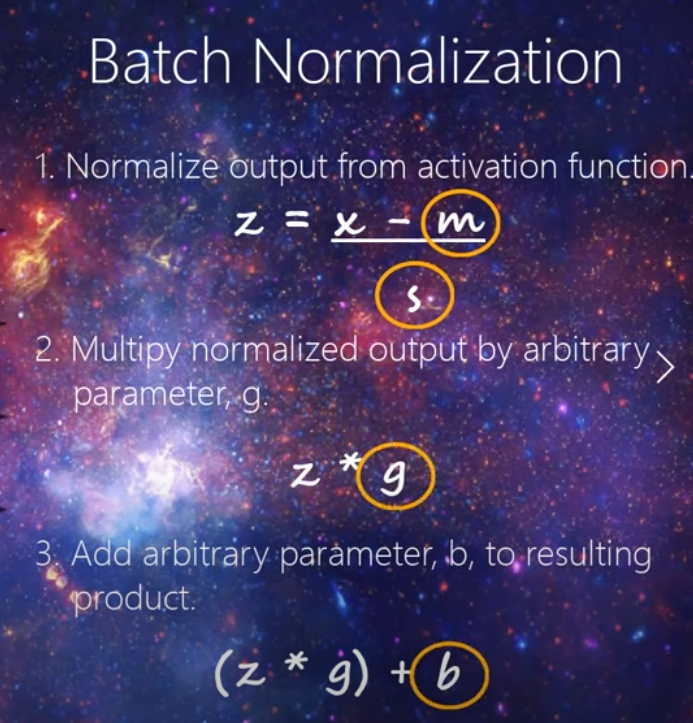 Batch Normalization
1. Normalize output from activation function.
z = x - m
s
2. Multipy normalized output by arbitrary
parameter, g.
z * g
3. Add arbitrary parameter, b, to resulting
product.
(z * g) + b